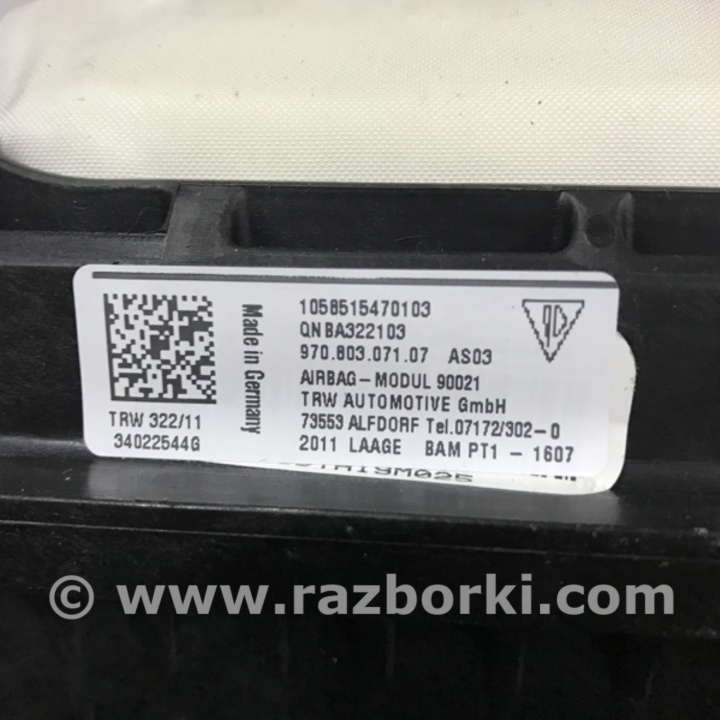 1058515470103
QNBA322103
970.803.071.07 AS03
AIRBAG-MODUL 90021
TRW AUTOMOTIVE GmbH
73553 ALFDORF Tel.07172/302-0
2011 LAAGE BAM PT1 - 1607
Made in Germany
TRW 322/11
34022544G
© www.razborki.com